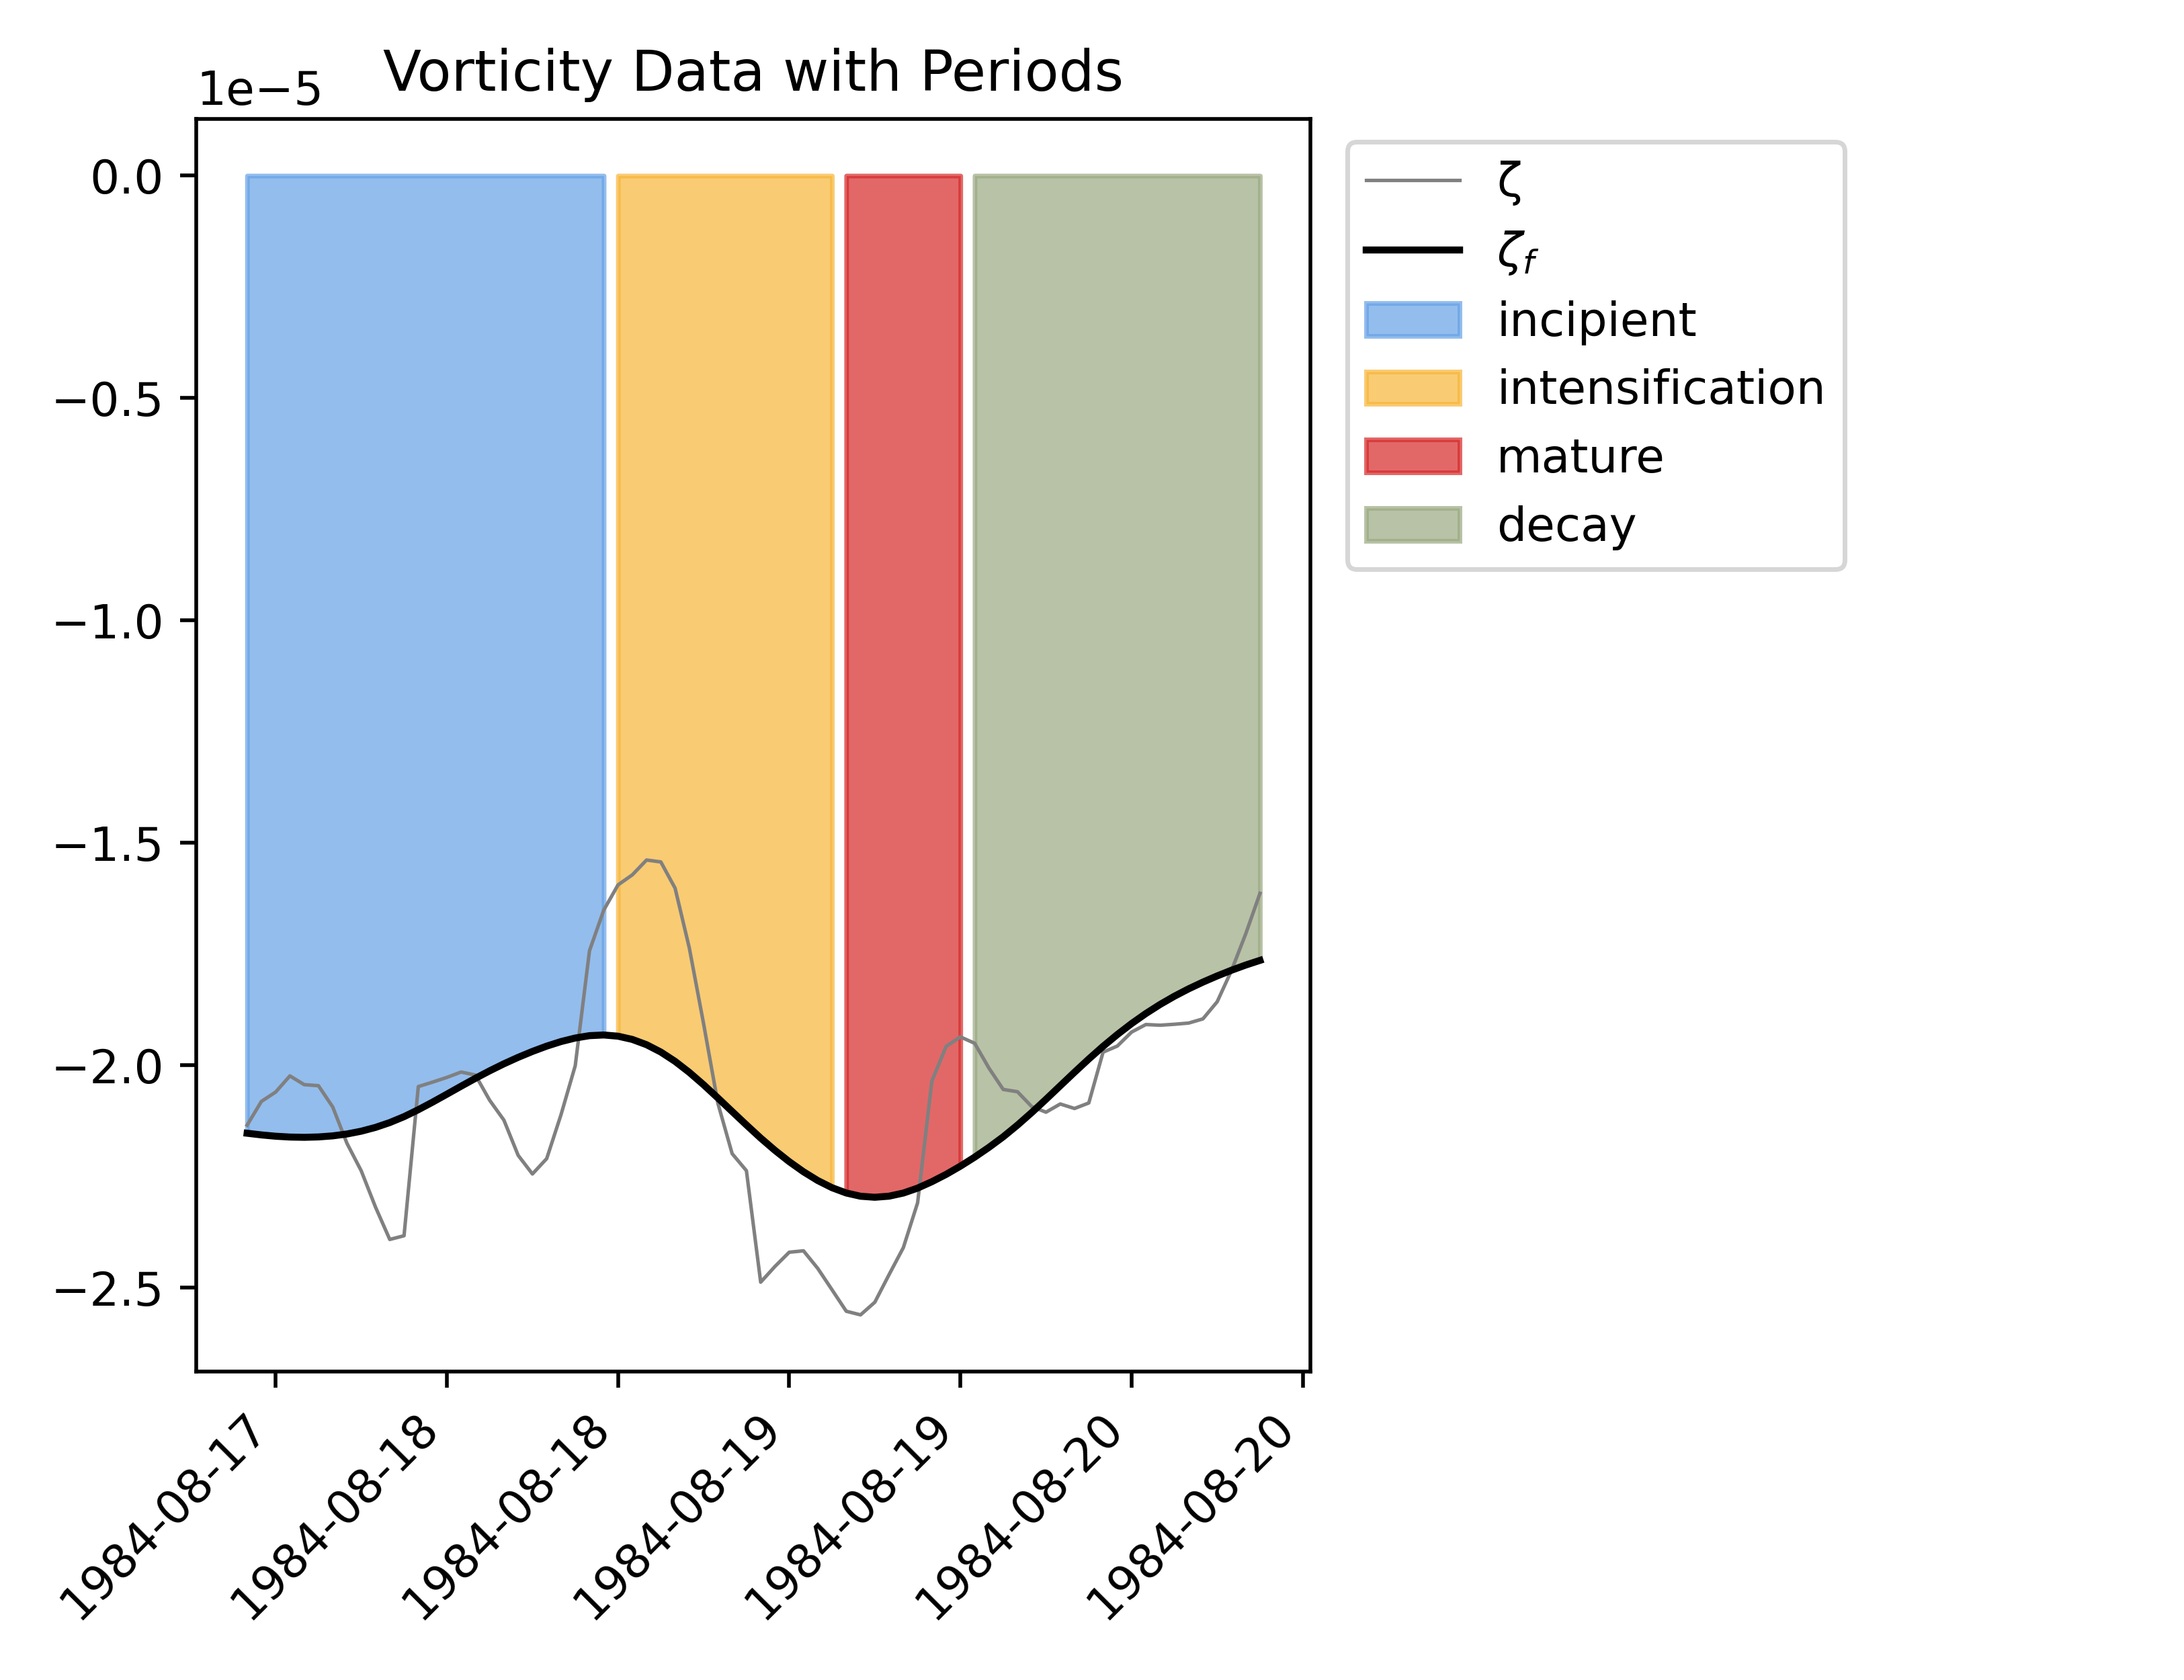 Vorticity Data with Periods
1e−5
0.0
−0.5
−1.0
−1.5
−2.0
−2.5
1984-08-17
1984-08-18
1984-08-18
1984-08-19
1984-08-19
1984-08-20
1984-08-20
ζ
ζf
incipient
intensification
mature
decay